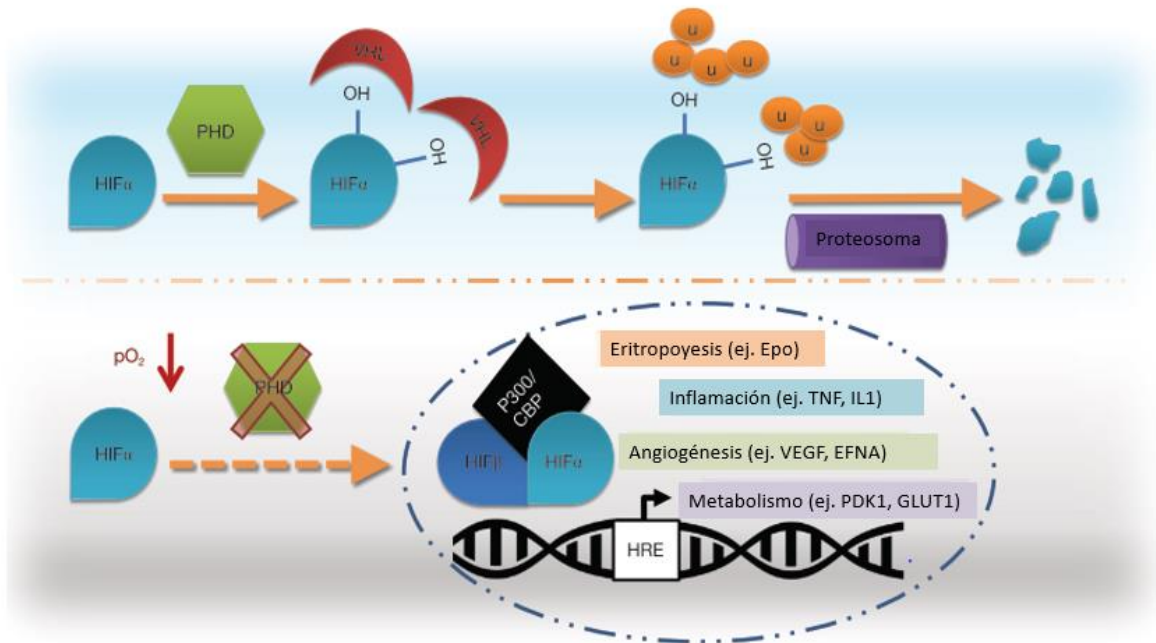 HIFα
PHD
HIFα
OH
OH
VHL
VHL
HIFα
OH
OH
u
u
u
u
u
u
u
u
Proteosoma
pO₂
HIFα
PHD
P300/
CBP
HIFβ
HIFα
Eritropoyesis (ej. Epo)
Inflamación (ej. TNF, IL1)
Angiogénesis (ej. VEGF, EFNA)
Metabolismo (ej. PDK1, GLUT1)
HRE